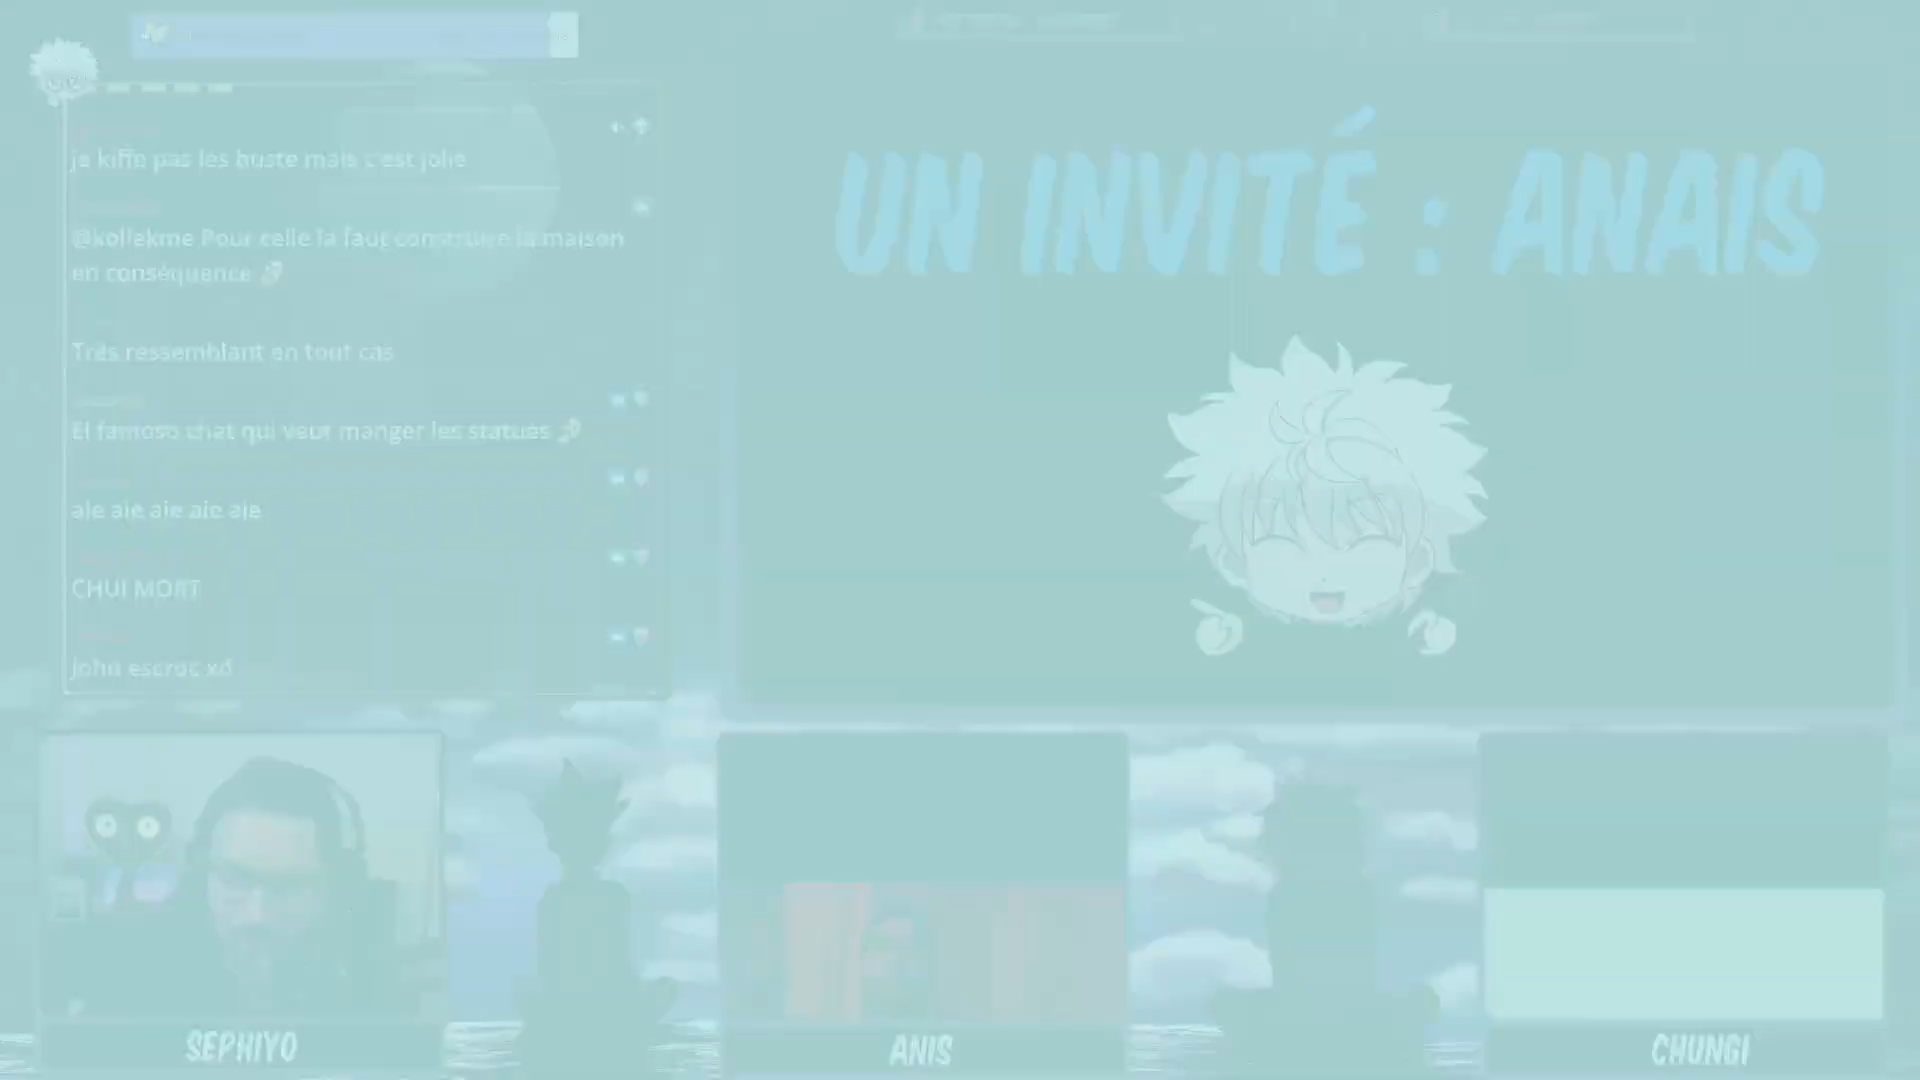 je kiffe pas les buste mais c'est jolie
@kollekme Pour celle la faut construire la maison
en conséquence
Très ressemblant en tout cas
El famoso chat qui veut manger les statues
aie aie aie aie aie
CHUI MORT
john escroc xd
UN INVITÉ : ANAIS
SEPHIYO
ANIS
CHUNGI